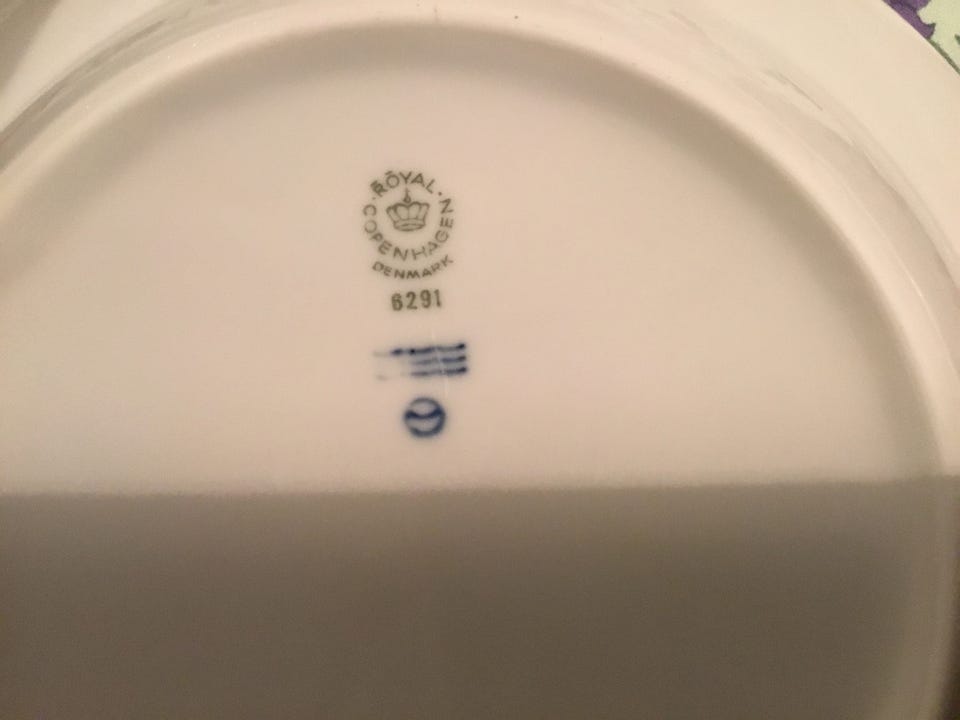 ROYAL
COPENHAGEN
DENMARK
6291